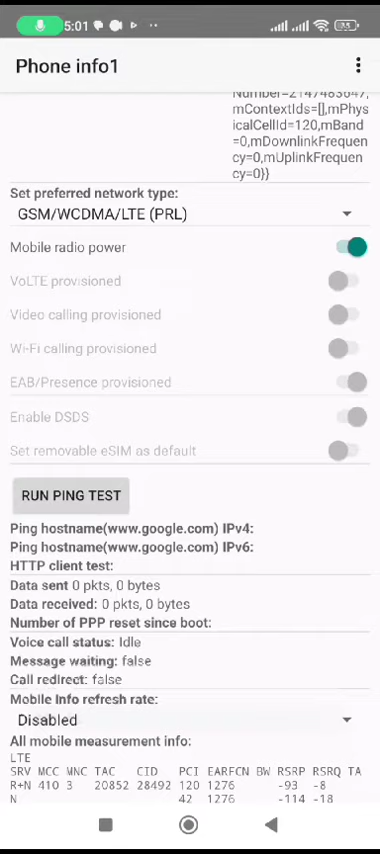 5:01
Phone info1
Number=2147483647,
mContextIds=[],mPhys
icalCellId=120,mBand
=0,mDownlinkFrequen
cy=0,mUplinkFrequen
cy=0}}
Set preferred network type:
GSM/WCDMA/LTE (PRL)
Mobile radio power
VoLTE provisioned
Video calling provisioned
Wi-Fi calling provisioned
EAB/Presence provisioned
Enable DSDS
Set removable eSIM as default
RUN PING TEST
Ping hostname(www.google.com) IPv4:
Ping hostname(www.google.com) IPv6:
HTTP client test:
Data sent 0 pkts, 0 bytes
Data received: 0 pkts, 0 bytes
Number of PPP reset since boot:
Voice call status: Idle
Message waiting: false
Call redirect: false
Mobile Info refresh rate:
Disabled
All mobile measurement info:
LTE
SRV MCC MNC TAC CID PCI EARFCN BW RSRP RSRQ TA
R+N 410 3 20852 28492 120 1276 -93 -8
N 42 1276 -114 -18